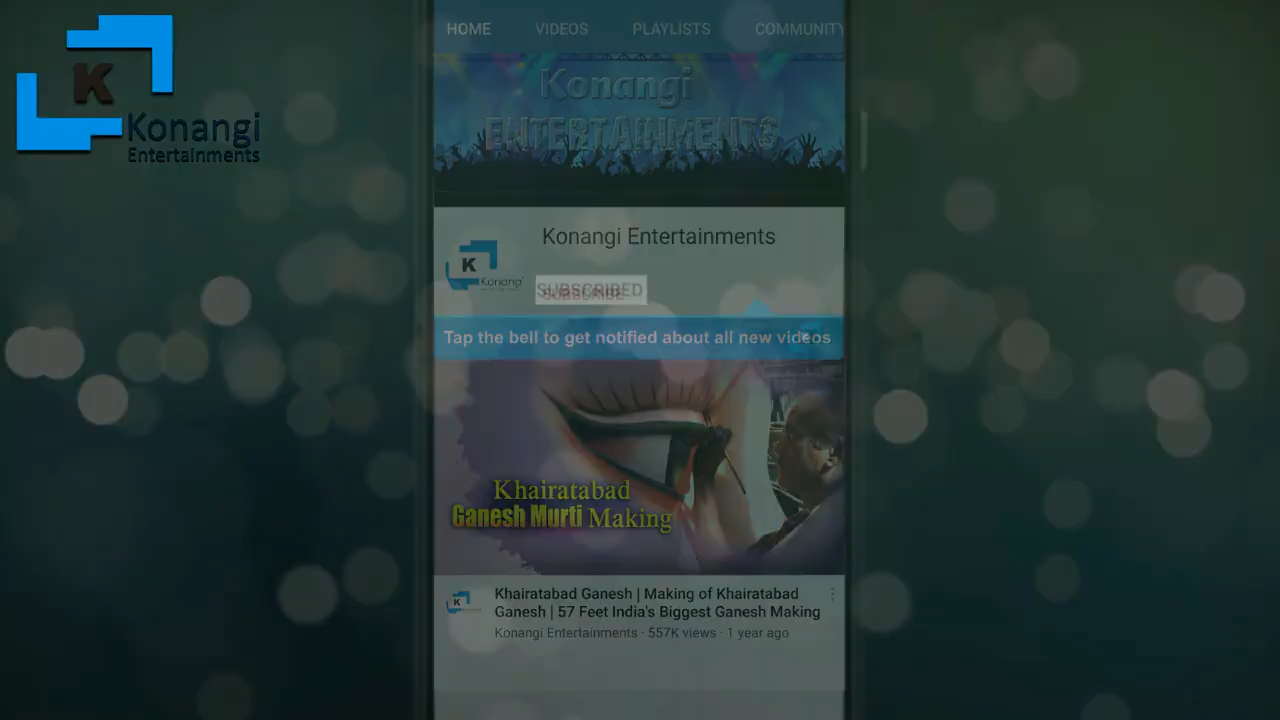 K
Konangi
Entertainments
HOME VIDEOS PLAYLISTS COMMUNITY
Konangi
ENTERTAINMENTS
Konangi Entertainments
K
Konangi
SUBSCRIBED
SUBSCRIBE
Tap the bell to get notified about all new videos
Khairatabad
Ganesh Murti Making
K
Khairatabad Ganesh | Making of Khairatabad
Ganesh | 57 Feet India's Biggest Ganesh Making
Konangi Entertainments · 557K views · 1 year ago